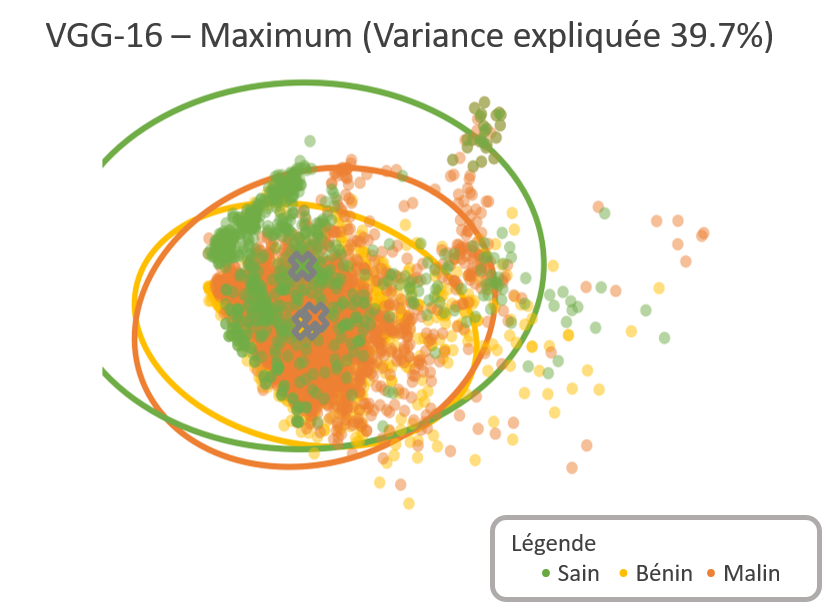 VGG-16 – Maximum (Variance expliquée 39.7%)
Légende
Sain Bénin Malin